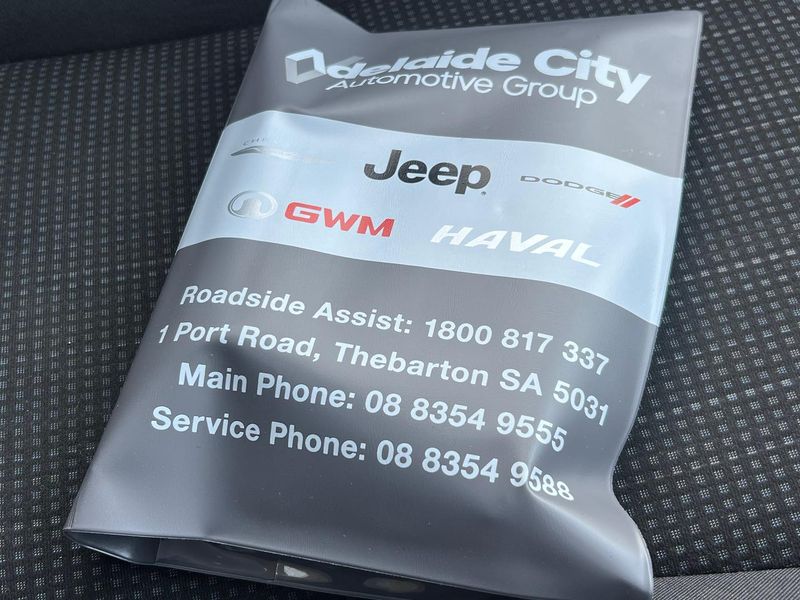 Adelaide City
Automotive Group
CHRYSLER
Jeep
DODGE
GWM
HAVAL
Roadside Assist: 1800 817 337
1 Port Road, Thebarton SA 5031
Main Phone: 08 8354 9555
Service Phone: 08 8354 9588